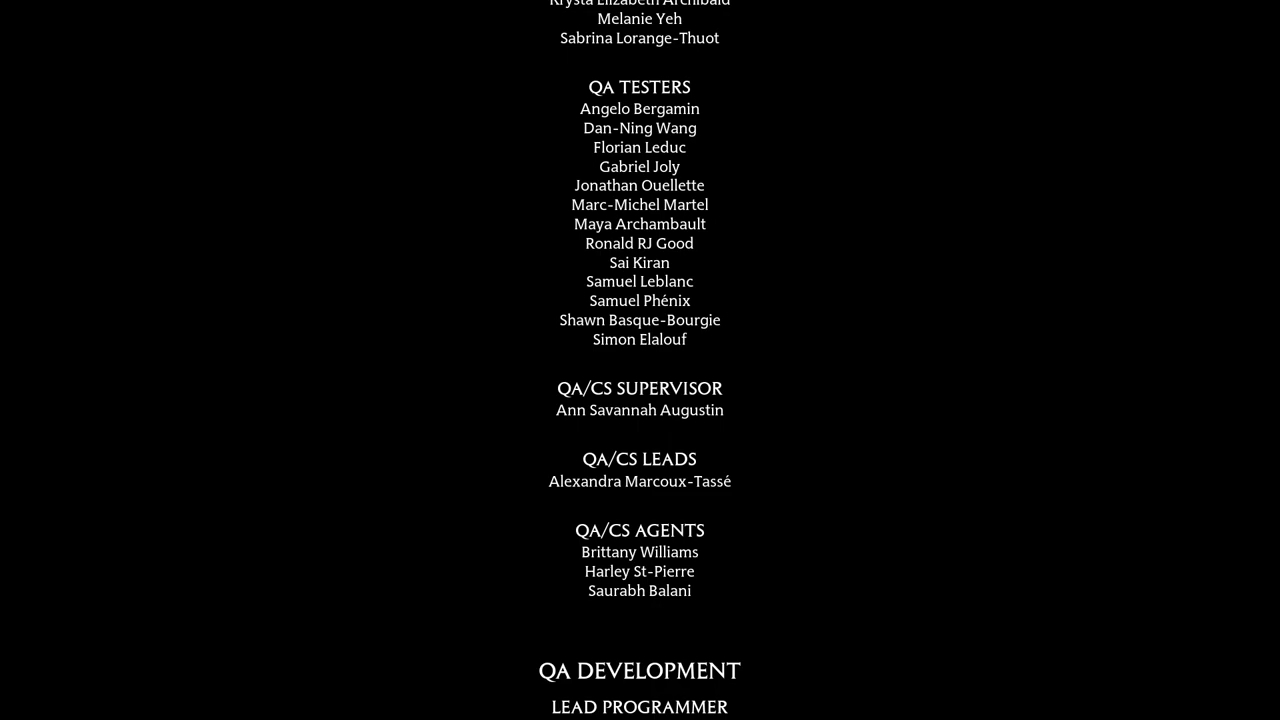 Krysta Elizabeth Archibald
Melanie Yeh
Sabrina Lorange-Thuot
QA TESTERS
Angelo Bergamin
Dan-Ning Wang
Florian Leduc
Gabriel Joly
Jonathan Ouellette
Marc-Michel Martel
Maya Archambault
Ronald RJ Good
Sai Kiran
Samuel Leblanc
Samuel Phénix
Shawn Basque-Bourgie
Simon Elalouf
QA/CS SUPERVISOR
Ann Savannah Augustin
QA/CS LEADS
Alexandra Marcoux-Tassé
QA/CS AGENTS
Brittany Williams
Harley St-Pierre
Saurabh Balani
QA DEVELOPMENT
LEAD PROGRAMMER